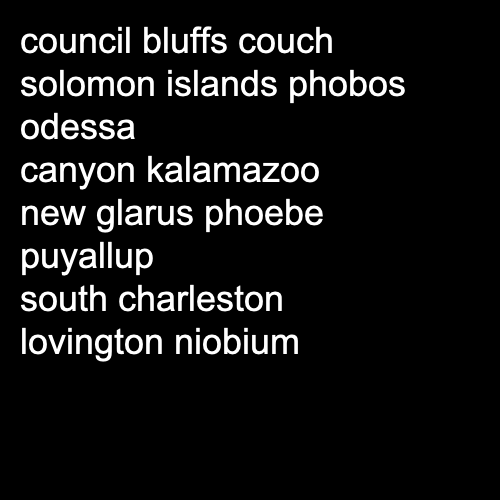 council bluffs couch
solomon islands phobos
odessa
canyon kalamazoo
new glarus phoebe
puyallup
south charleston
lovington niobium